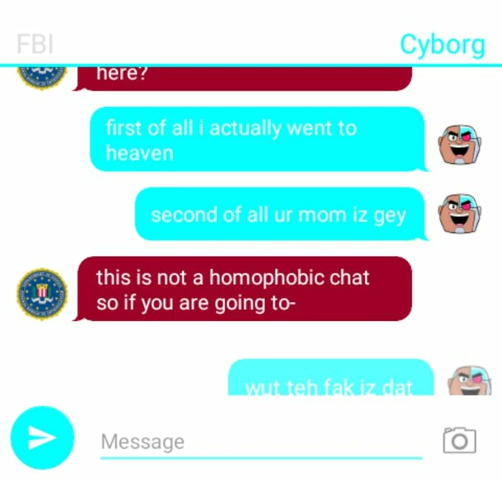 FBI
Cyborg
here?
first of all i actually went to
heaven
second of all ur mom iz gey
this is not a homophobic chat
so if you are going to-
wut teh fak iz dat
Message